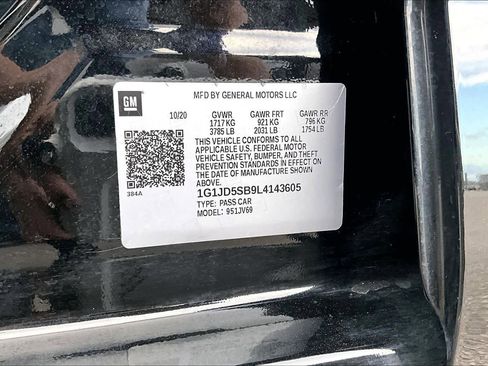 MFD BY GENERAL MOTORS LLC
GM
10/20 GVWR GAWR FRT GAWR RR
1717 KG 921 KG 796 KG
3785 LB 2031 LB 1754 LB
THIS VEHICLE CONFORMS TO ALL
APPLICABLE U.S. FEDERAL MOTOR
VEHICLE SAFETY, BUMPER, AND THEFT
PREVENTION STANDARDS IN EFFECT ON
THE DATE OF MANUFACTURE SHOWN
ABOVE.
384A
1G1JD5SB9L4143605
TYPE: PASS CAR
MODEL: 951JV69